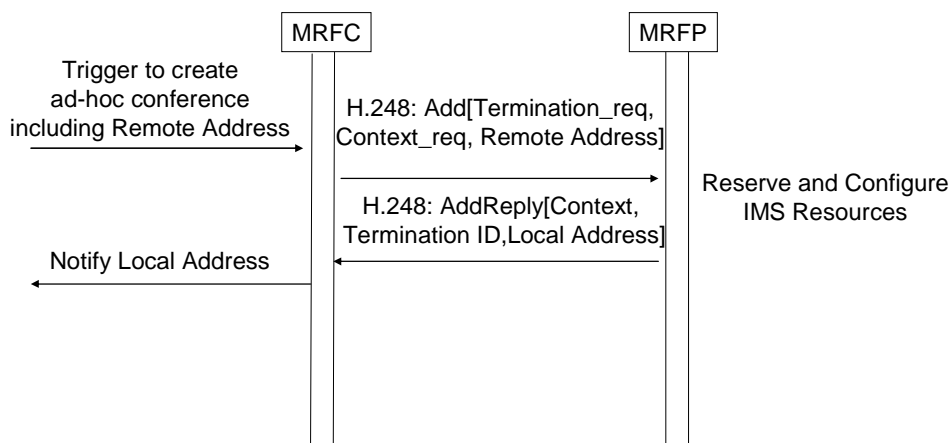 MRFC
MRFP
Trigger to create
ad-hoc conference
including Remote Address
H.248: Add[Termination_req,
Context_req, Remote Address]
Reserve and Configure
IMS Resources
H.248: AddReply[Context,
Termination ID,Local Address]
Notify Local Address